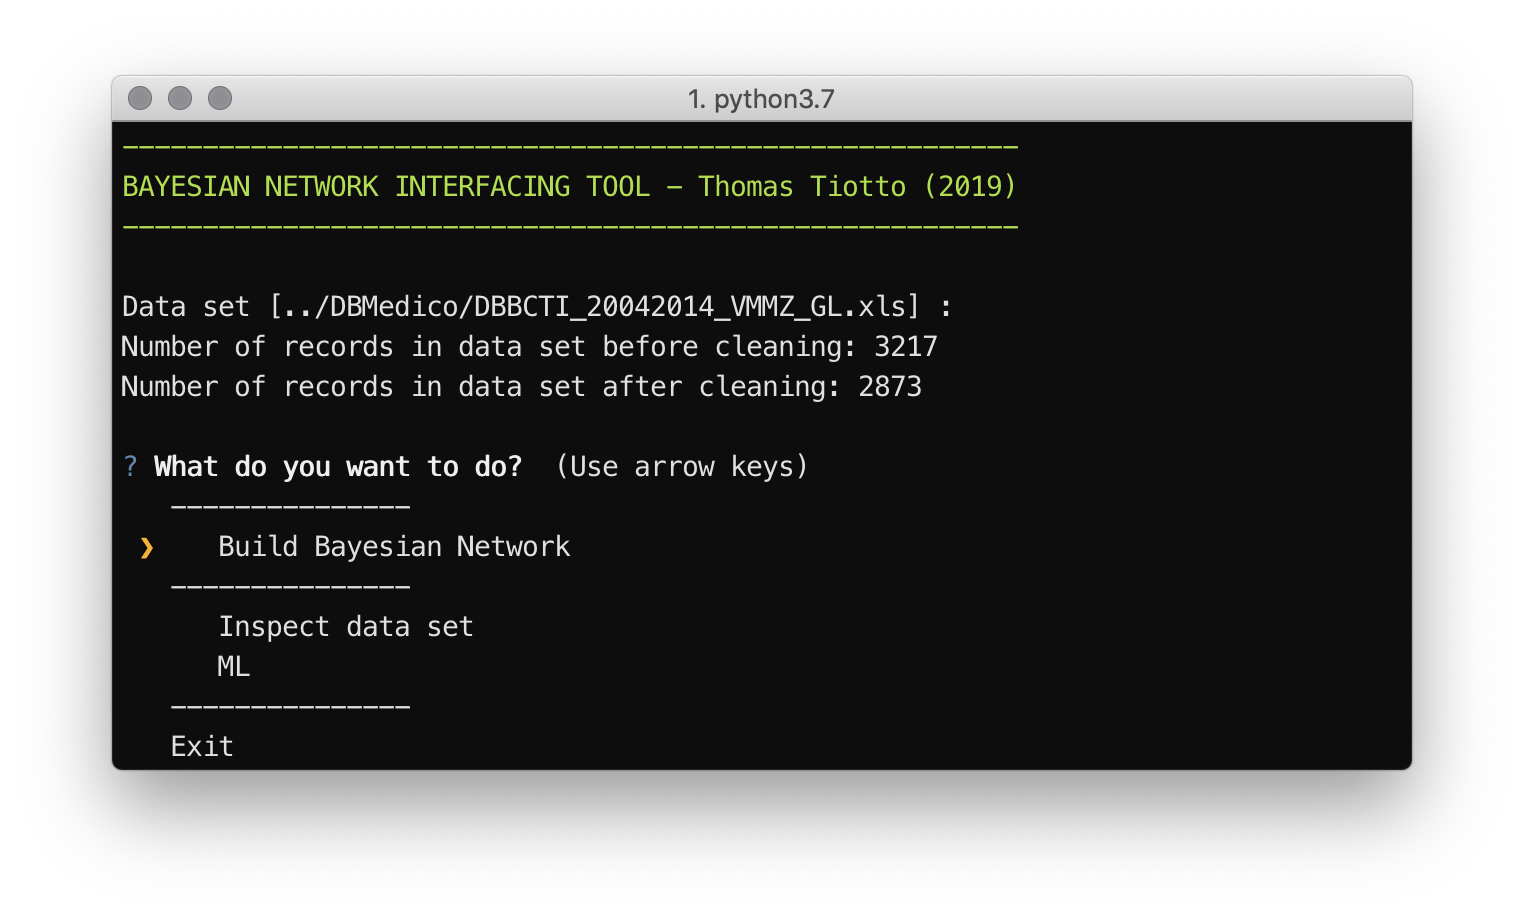 1. python3.7
--------------------------------------------------------
BAYESIAN NETWORK INTERFACING TOOL - Thomas Tiotto (2019)
--------------------------------------------------------
Data set [../DBMedico/DBBCTI_20042014_VMMZ_GL.xls] :
Number of records in data set before cleaning: 3217
Number of records in data set after cleaning: 2873
? What do you want to do?  (Use arrow keys)
---------------
❯ Build Bayesian Network
---------------
Inspect data set
ML
---------------
Exit